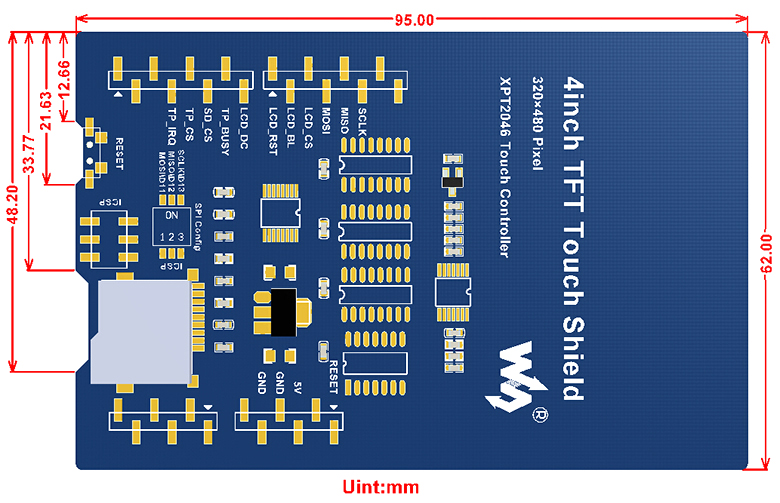 95.00
12.66
21.63
33.77
48.20
62.00
RESET
TP_IRQ
TP_CS
SD_CS
TP_BUSY
LCD_DC
LCD_RST
LCD_BL
LCD_CS
MOSI
MISO
SCLK
4inch TFT Touch Shield
320×480 Pixel
XPT2046 Touch Controller
SCLK\D13
MISO\D12
MOSI\D11
ICSP
ON
1 2 3
SPI Config
ICSP
GND
GND
5V
RESET
®
Uint:mm